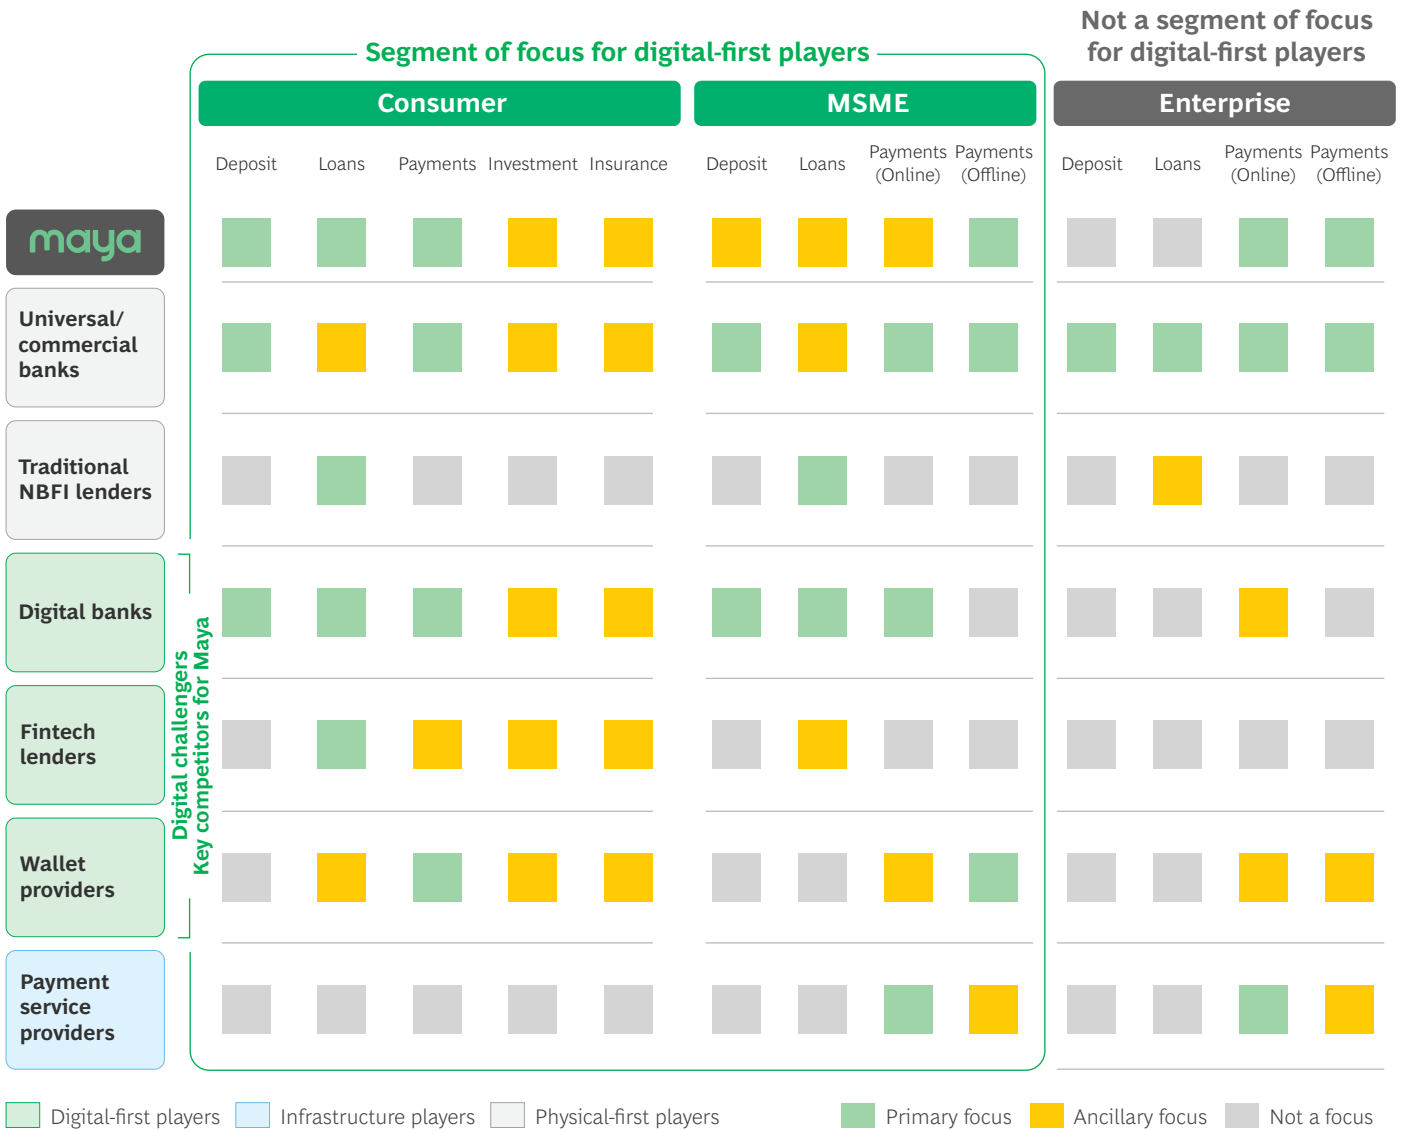 Not a segment of focus
for digital-first players
Segment of focus for digital-first players
Consumer
MSME
Enterprise
Deposit
Loans
Payments
Investment
Insurance
Deposit
Loans
Payments
(Online)
Payments
(Offline)
Deposit
Loans
Payments
(Online)
Payments
(Offline)
maya
Universal/
commercial
banks
Traditional
NBFI lenders
Digital challengers
Key competitors for Maya
Digital banks
Fintech
lenders
Wallet
providers
Payment
service
providers
Digital-first players
Infrastructure players
Physical-first players
Primary focus
Ancillary focus
Not a focus